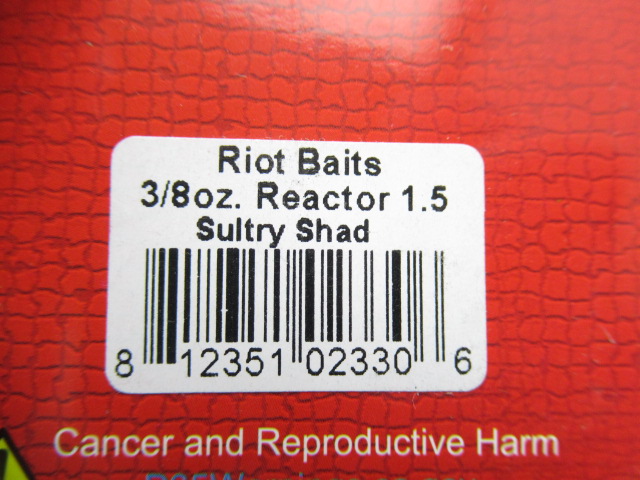 Riot Baits
3/8oz. Reactor 1.5
Sultry Shad
8 12351 02330 6
Cancer and Reproductive Harm